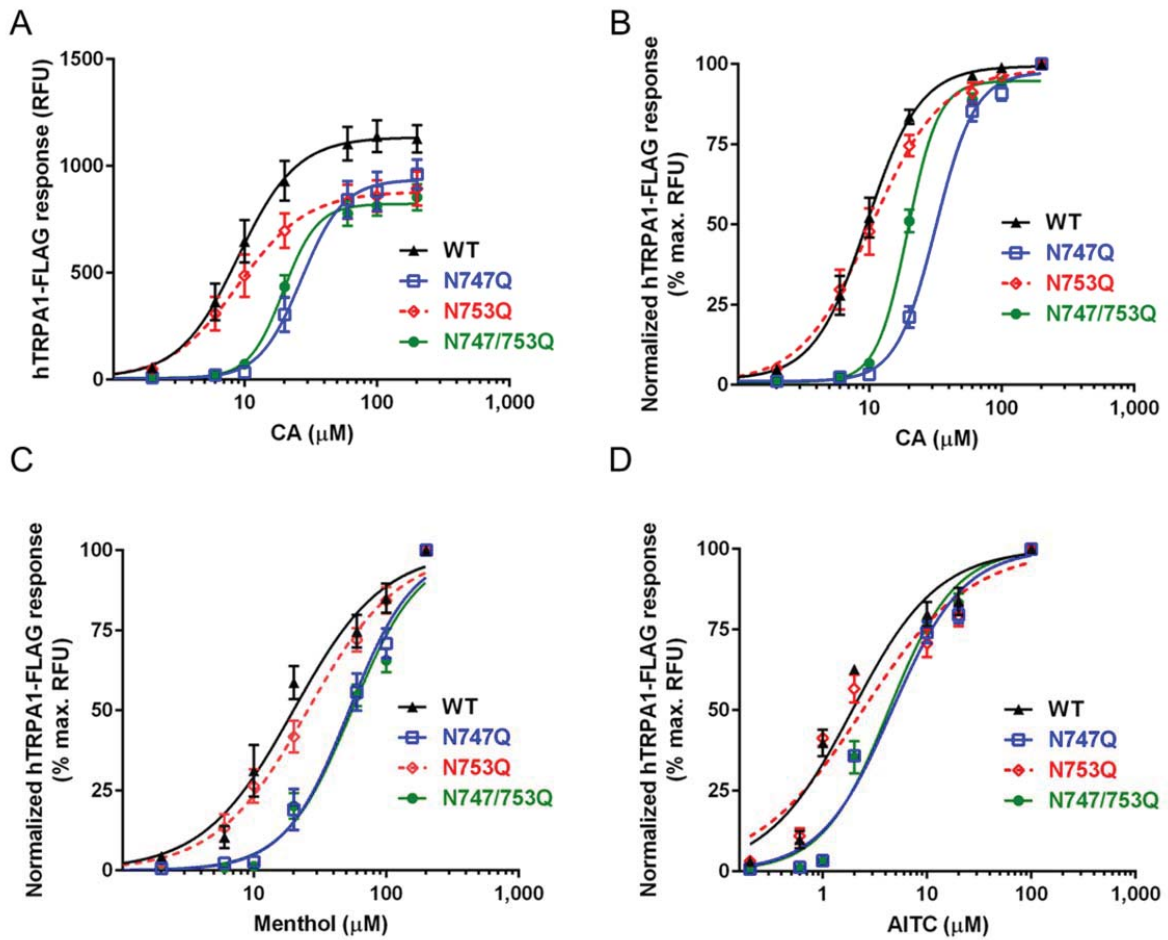 A
hTRPA1-FLAG response (RFU)
1500
1000
500
0
10
100
1,000
CA (μM)
WT
N747Q
N753Q
N747/753Q
B
Normalized hTRPA1-FLAG response
(% max. RFU)
100
75
50
25
0
10
100
1,000
CA (μM)
WT
N747Q
N753Q
N747/753Q
C
Normalized hTRPA1-FLAG response
(% max. RFU)
100
75
50
25
0
10
100
1,000
Menthol (μM)
WT
N747Q
N753Q
N747/753Q
D
Normalized hTRPA1-FLAG response
(% max. RFU)
100
75
50
25
0
1
10
100
1,000
AITC (μM)
WT
N747Q
N753Q
N747/753Q